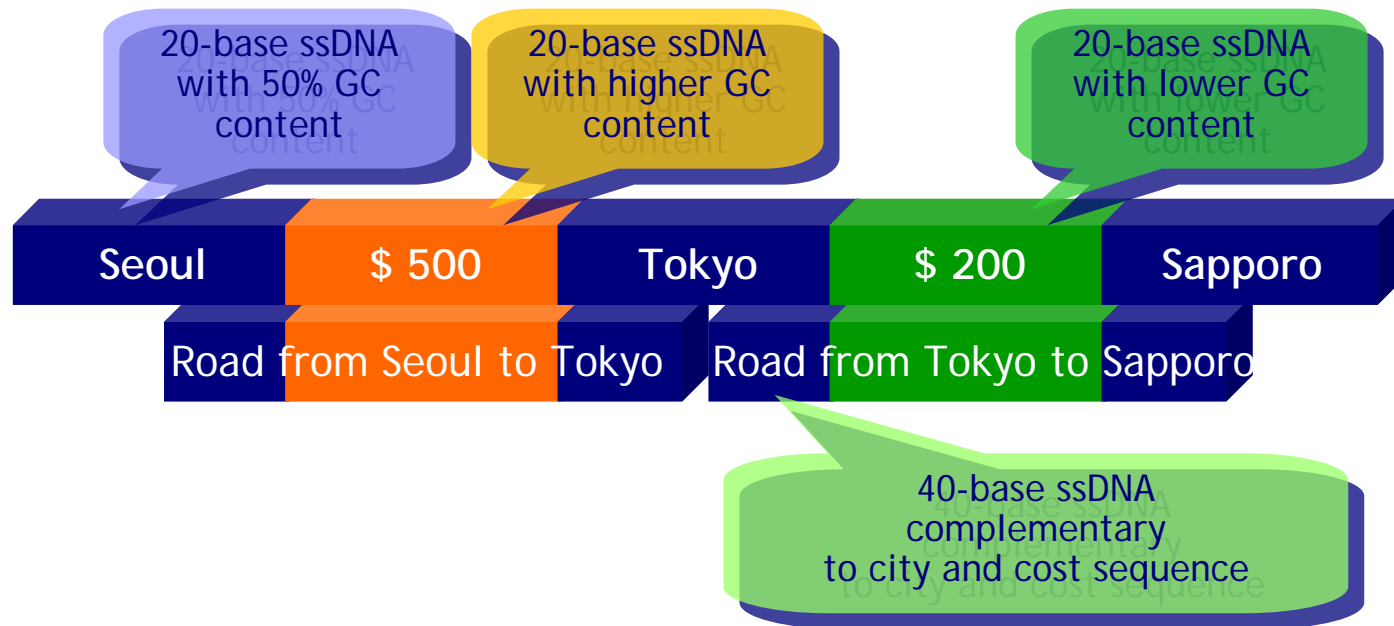 20-base ssDNA
with 50% GC
content
20-base ssDNA
with higher GC
content
20-base ssDNA
with lower GC
content
Seoul
$ 500
Tokyo
$ 200
Sapporo
Road from Seoul to Tokyo
Road from Tokyo to Sapporo
40-base ssDNA
complementary
to city and cost sequence